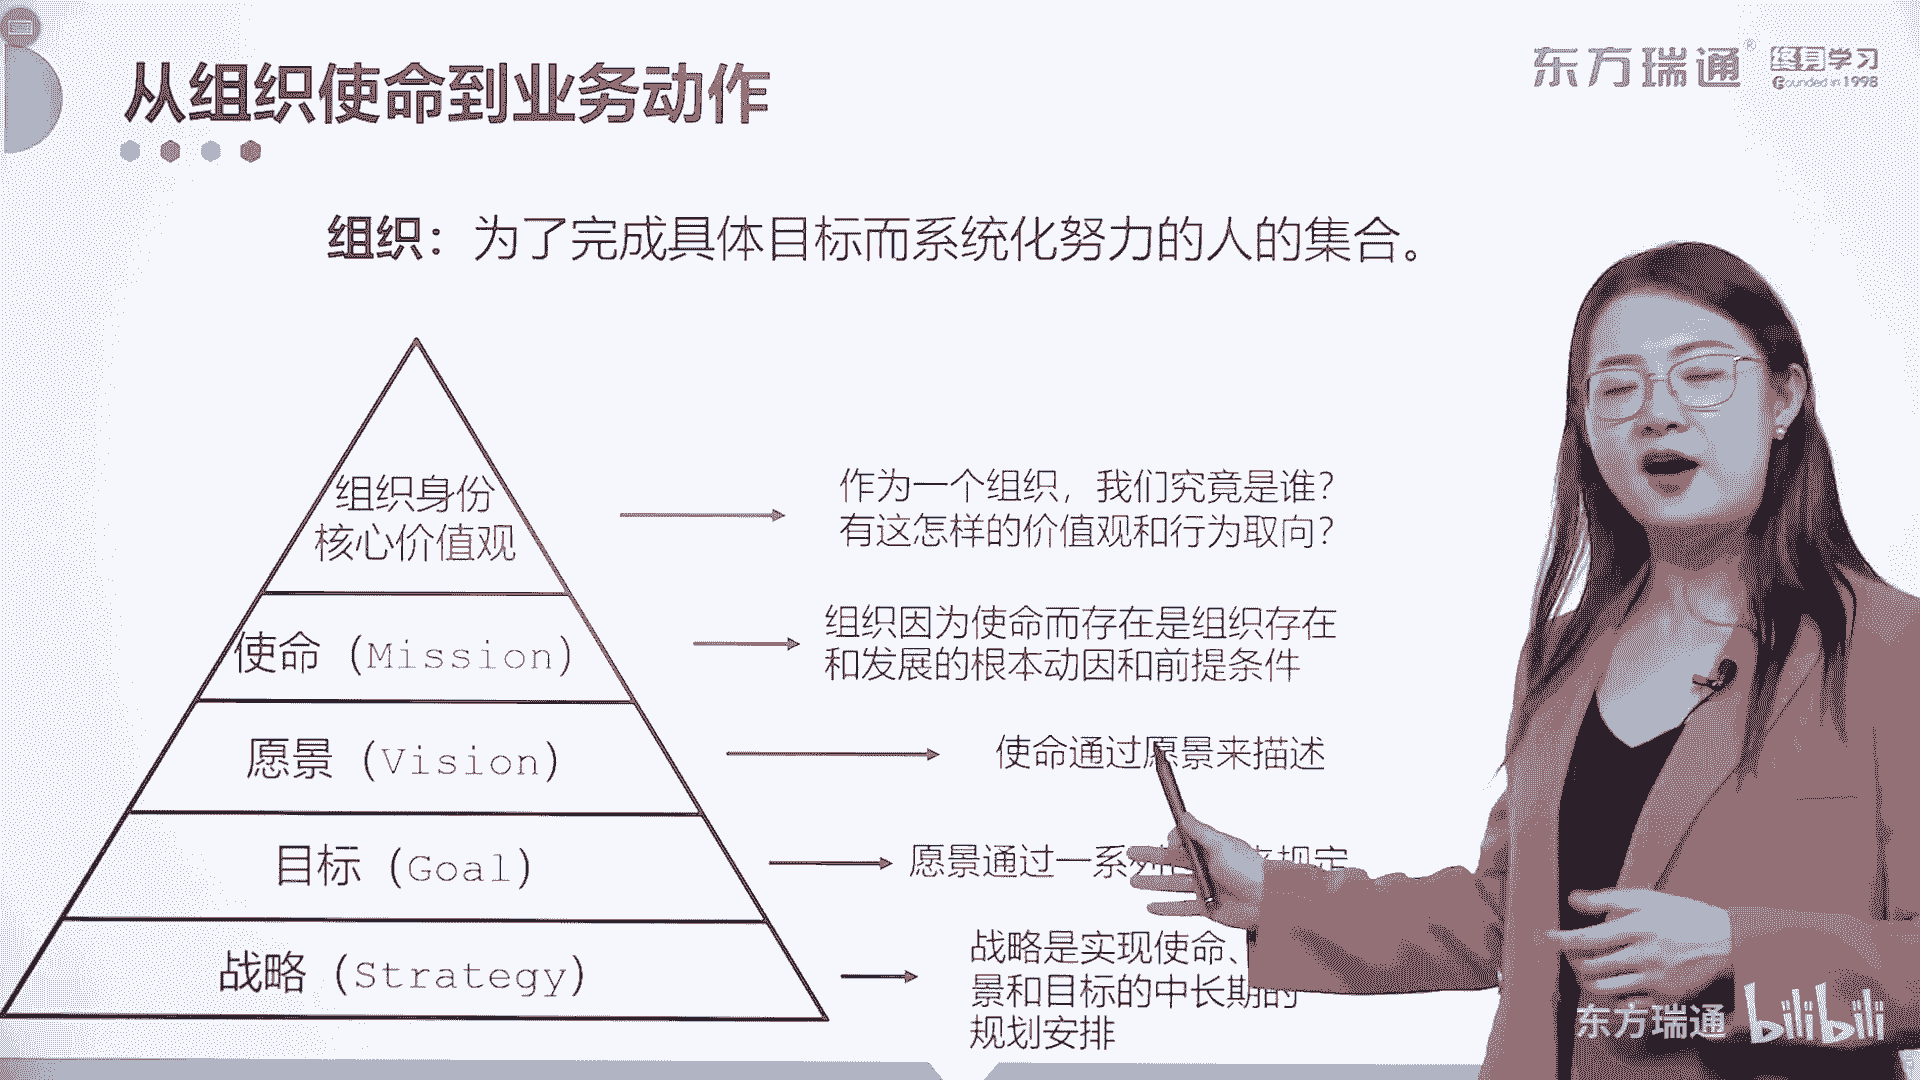 从组织使命到业务动作
东方瑞通®
终身学习
Founded in 1998
组织：为了完成具体目标而系统化努力的人的集合。
组织身份
核心价值观
作为一个组织，我们究竟是谁？
有这怎样的价值观和行为取向？
使命（Mission）
组织因为使命而存在是组织存在
和发展的根本动因和前提条件
愿景（Vision）
使命通过愿景来描述
目标（Goal）
愿景通过一系列 来规定
战略（Strategy）
战略是实现使命、
景和目标的中长期的
规划安排
东方瑞通
bilibili